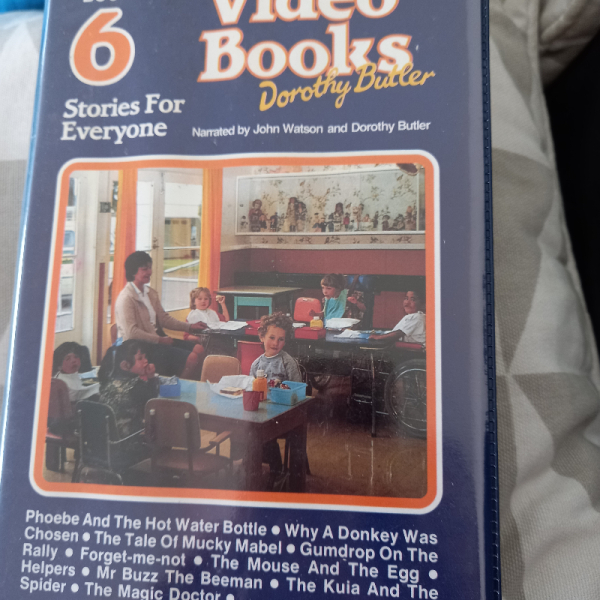 6
Video
Books
Dorothy Butler
Stories For
Everyone
Narrated by John Watson and Dorothy Butler
Phoebe And The Hot Water Bottle ● Why A Donkey Was
Chosen ● The Tale Of Mucky Mabel ● Gumdrop On The
Rally ● Forget-me-not ● The Mouse And The Egg ●
Helpers ● Mr Buzz The Beeman ● The Kuia And The
Spider ● The Magic Doctor ●